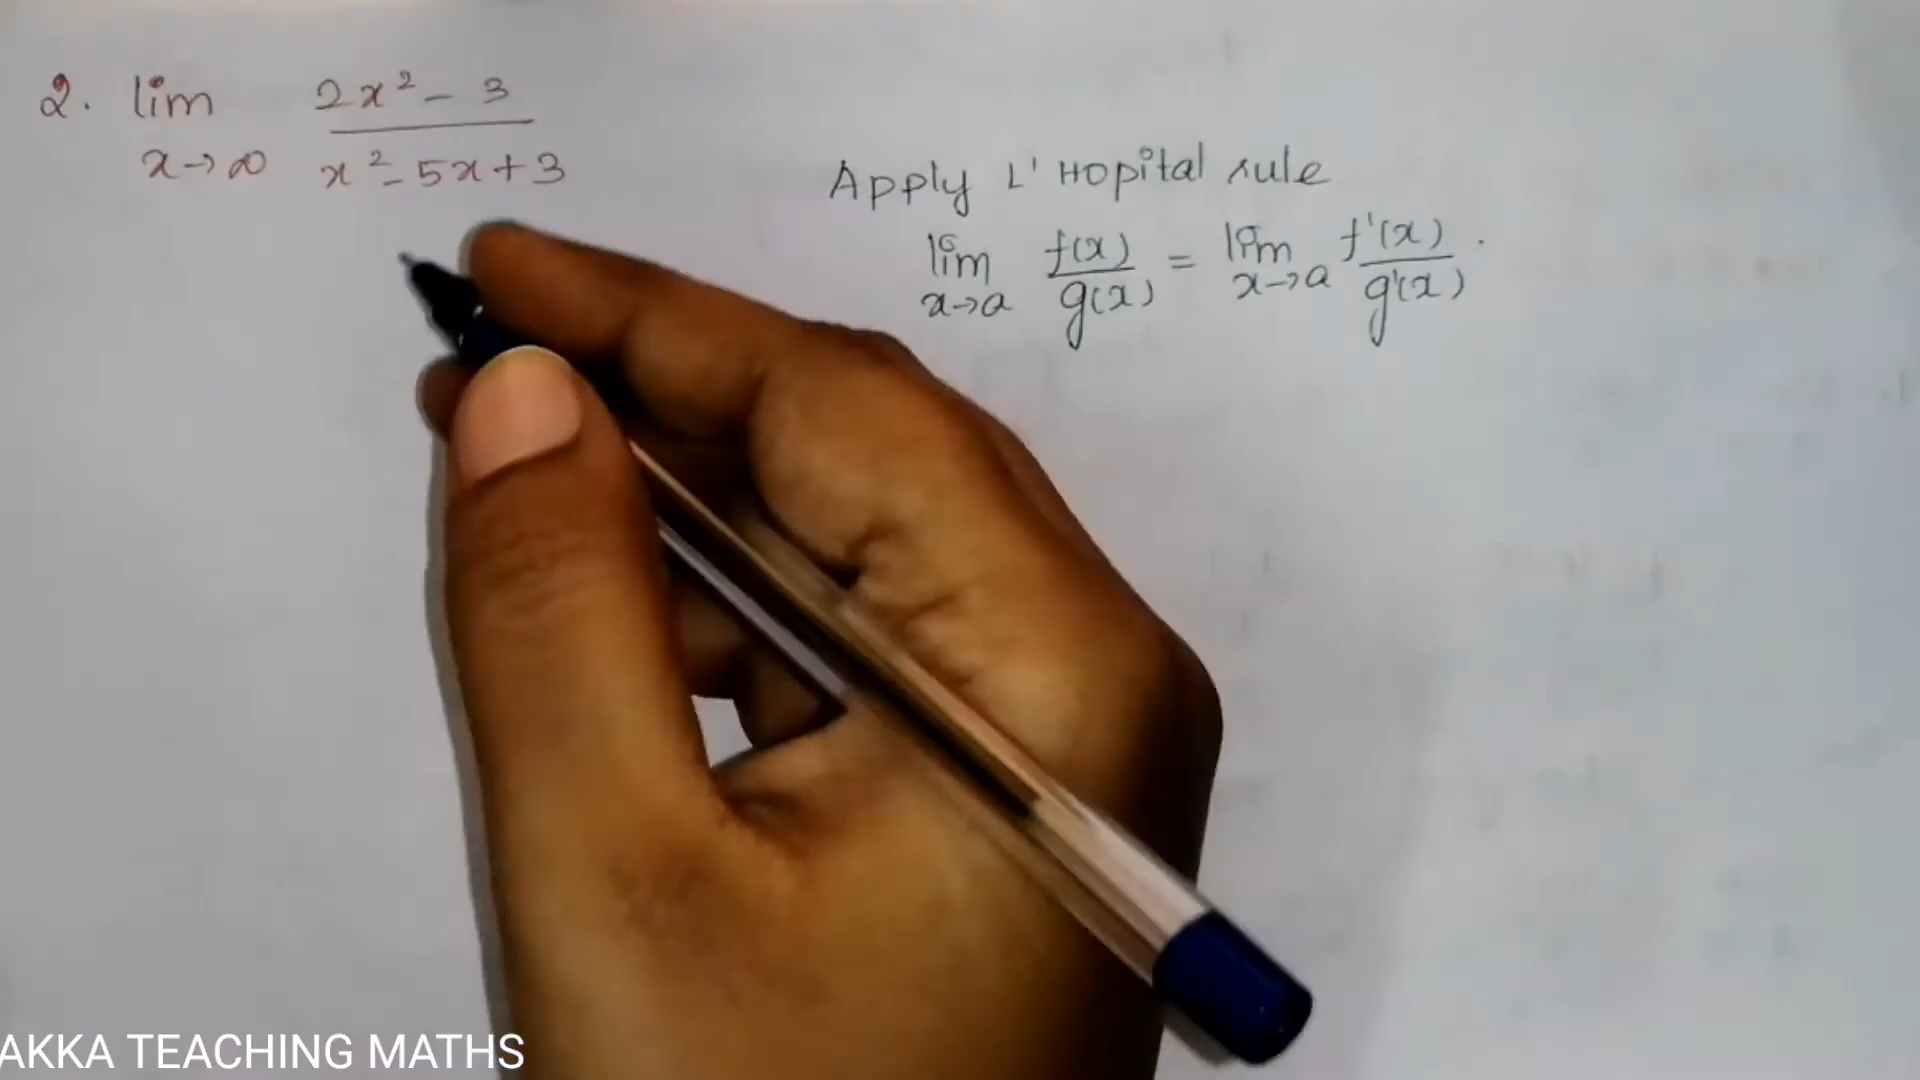 2. lim 2x² - 3
x→∞ x² - 5x + 3
Apply L' Hopital rule
lim f(x) = lim f'(x) .
x→a g(x) x→a g'(x)
AKKA TEACHING MATHS